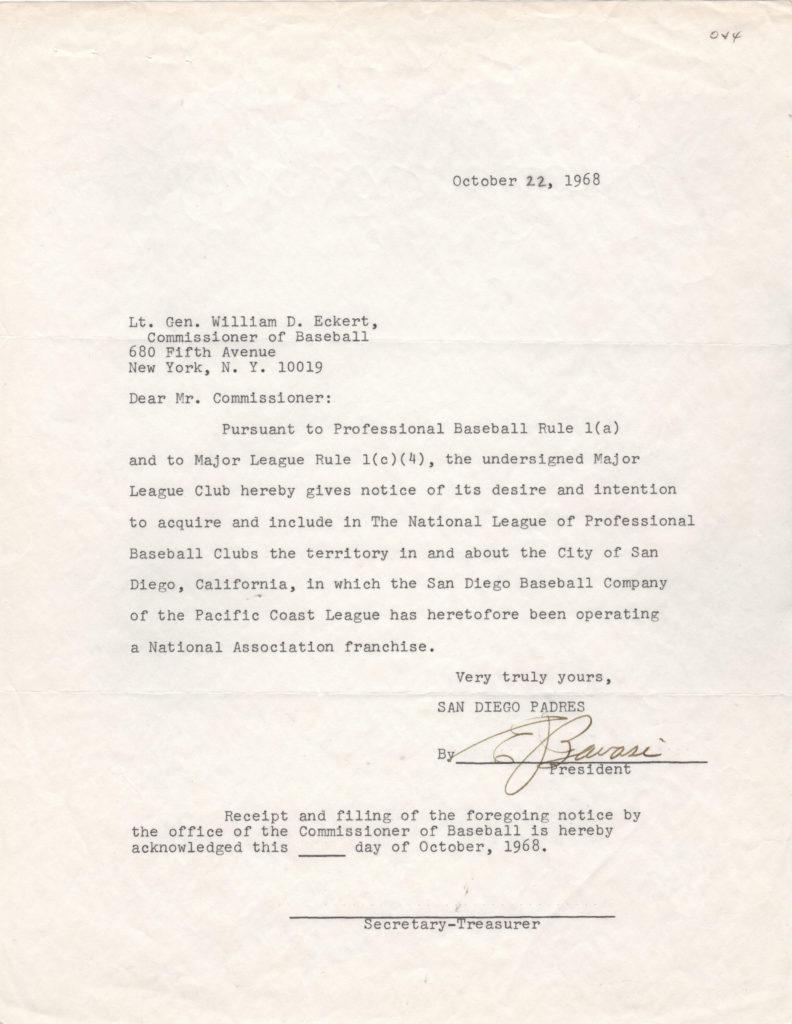 October 22, 1968
Lt. Gen. William D. Eckert,
Commissioner of Baseball
680 Fifth Avenue
New York, N. Y. 10019
Dear Mr. Commissioner:
Pursuant to Professional Baseball Rule 1(a)
and to Major League Rule 1(c)(4), the undersigned Major
League Club hereby gives notice of its desire and intention
to acquire and include in The National League of Professional
Baseball Clubs the territory in and about the City of San
Diego, California, in which the San Diego Baseball Company
of the Pacific Coast League has heretofore been operating
a National Association franchise.
Very truly yours,
SAN DIEGO PADRES
By EJBavasi
President
Receipt and filing of the foregoing notice by
the office of the Commissioner of Baseball is hereby
acknowledged this _____ day of October, 1968.
Secretary-Treasurer